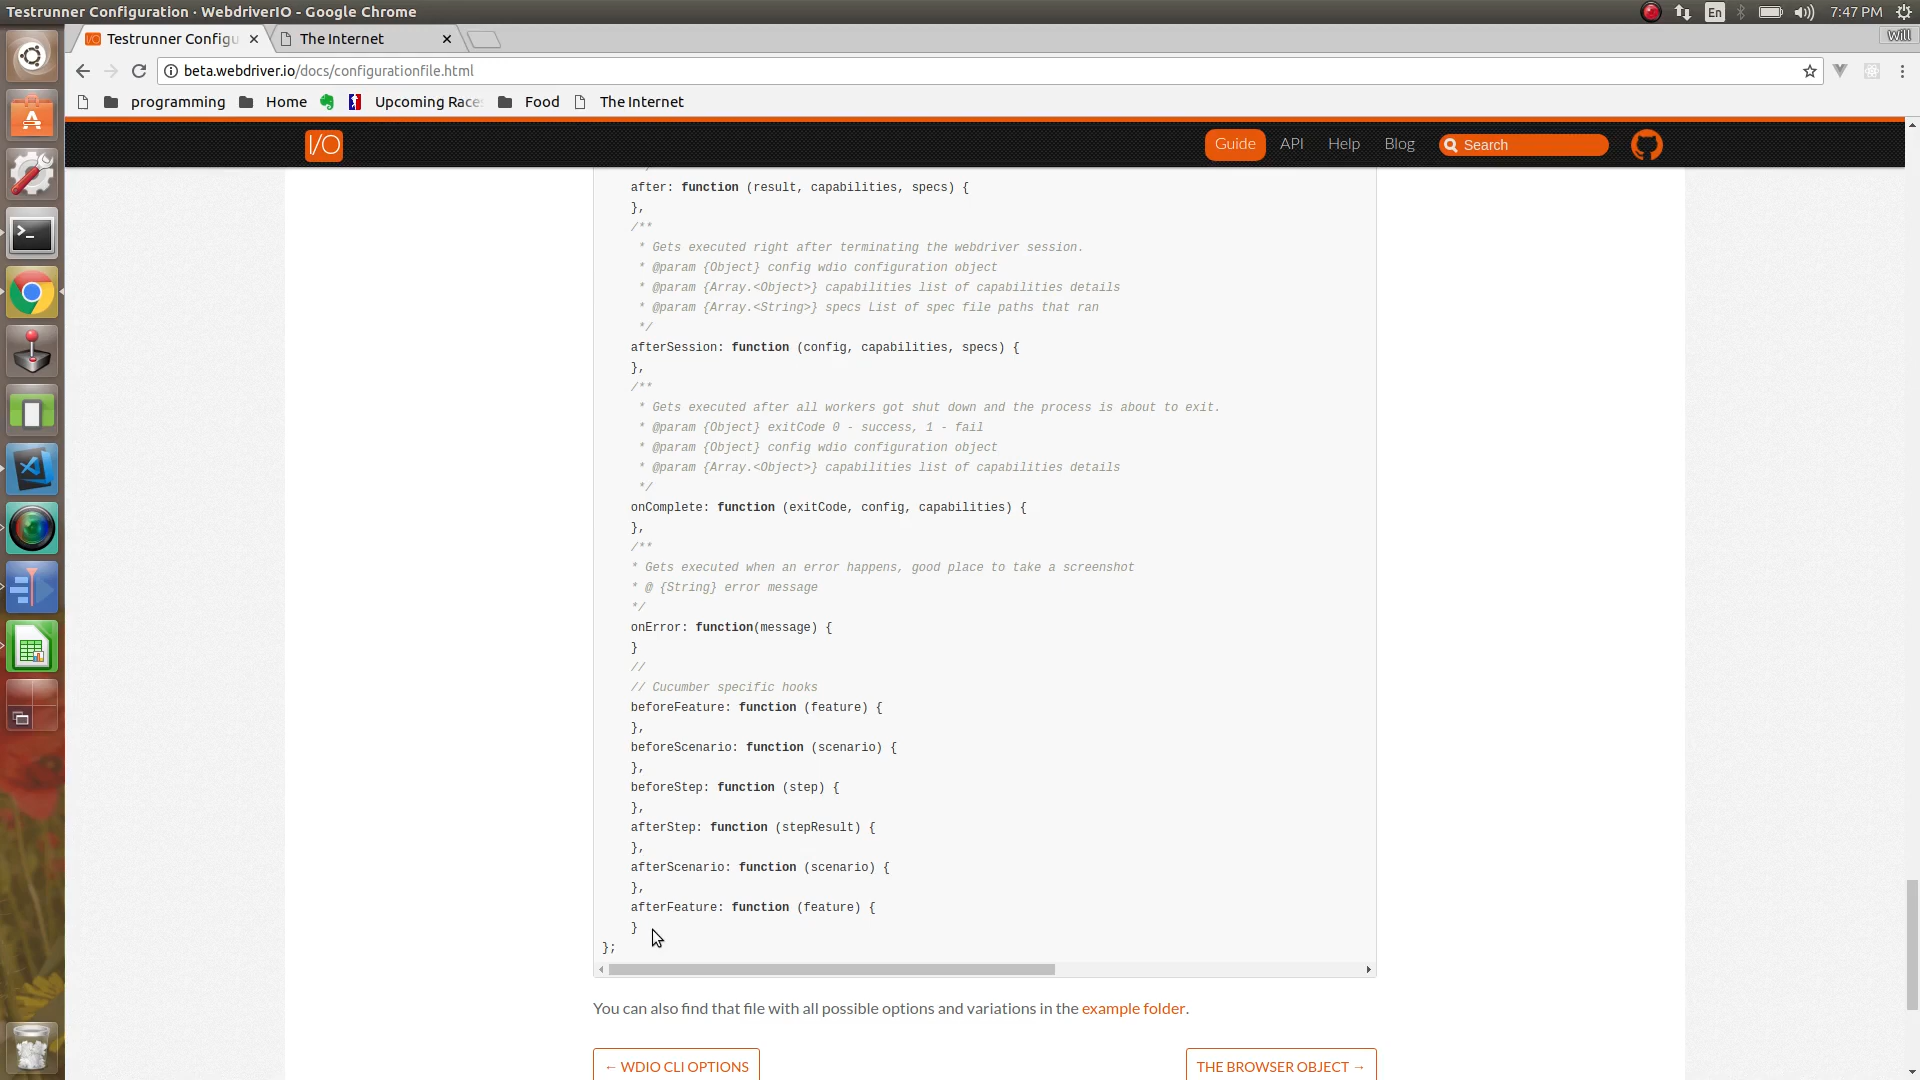 Testrunner Configuration · WebdriverIO - Google Chrome
En
7:47 PM
Testrunner Configu
The Internet
Will
beta.webdriver.io/docs/configurationfile.html
programming
Home
Upcoming Race
Food
The Internet
I/O
Guide
API
Help
Blog
Search
after: function (result, capabilities, specs) {
},
/**
* Gets executed right after terminating the webdriver session.
* @param {Object} config wdio configuration object
* @param {Array.<Object>} capabilities list of capabilities details
* @param {Array.<String>} specs List of spec file paths that ran
*/
afterSession: function (config, capabilities, specs) {
},
/**
* Gets executed after all workers got shut down and the process is about to exit.
* @param {Object} exitCode 0 - success, 1 - fail
* @param {Object} config wdio configuration object
* @param {Array.<Object>} capabilities list of capabilities details
*/
onComplete: function (exitCode, config, capabilities) {
},
/**
* Gets executed when an error happens, good place to take a screenshot
* @ {String} error message
*/
onError: function(message) {
}
//
// Cucumber specific hooks
beforeFeature: function (feature) {
},
beforeScenario: function (scenario) {
},
beforeStep: function (step) {
},
afterStep: function (stepResult) {
},
afterScenario: function (scenario) {
},
afterFeature: function (feature) {
}
};
You can also find that file with all possible options and variations in the example folder.
← WDIO CLI OPTIONS
THE BROWSER OBJECT →